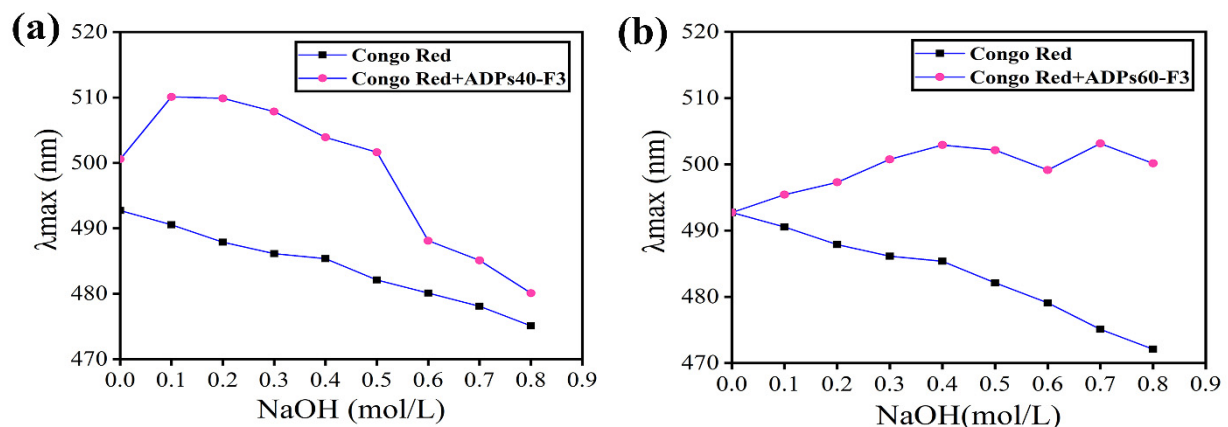 (a)
520
510
500
490
480
470
λmax (nm)
Congo Red
Congo Red+ADPs40-F3
0.0 0.1 0.2 0.3 0.4 0.5 0.6 0.7 0.8 0.9
NaOH (mol/L)
(b)
520
510
500
490
480
470
λmax (nm)
Congo Red
Congo Red+ADPs60-F3
0.0 0.1 0.2 0.3 0.4 0.5 0.6 0.7 0.8 0.9
NaOH(mol/L)